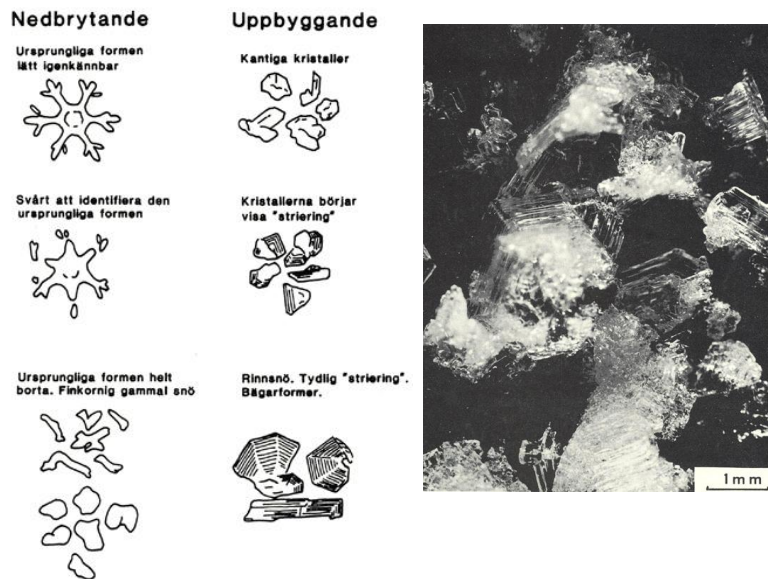 Nedbrytande
Ursprungliga formen
lätt igenkännbar
Svårt att identifiera den
ursprungliga formen
Ursprungliga formen helt
borta. Finkornig gammal snö
Uppbyggande
Kantiga kristaller
Kristallerna börjar
visa "striering"
Rinnsnö. Tydlig "striering".
Bägarformer.
1mm